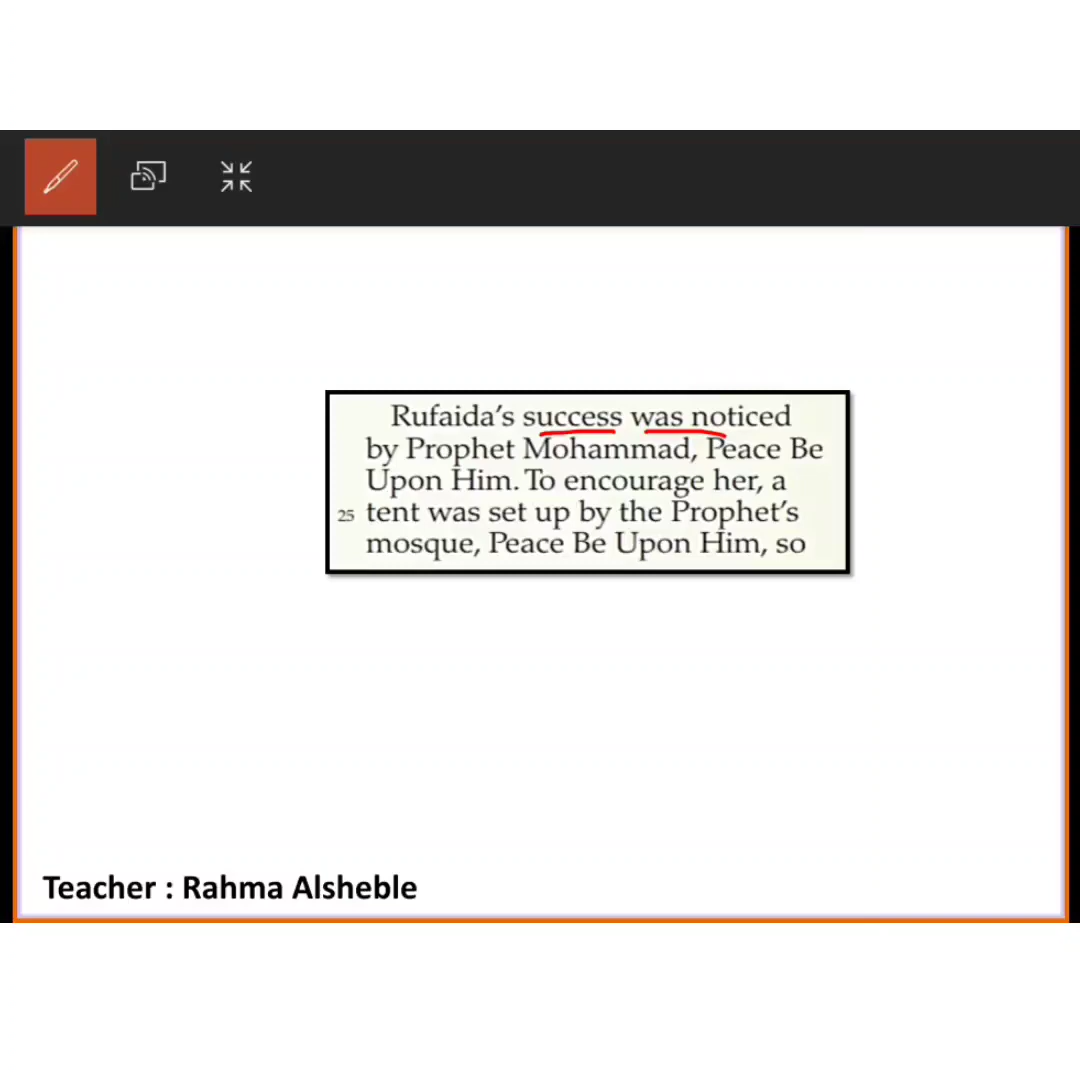 Rufaida’s success was noticed
by Prophet Mohammad, Peace Be
Upon Him. To encourage her, a
25 tent was set up by the Prophet’s
mosque, Peace Be Upon Him, so
Teacher : Rahma Alsheble